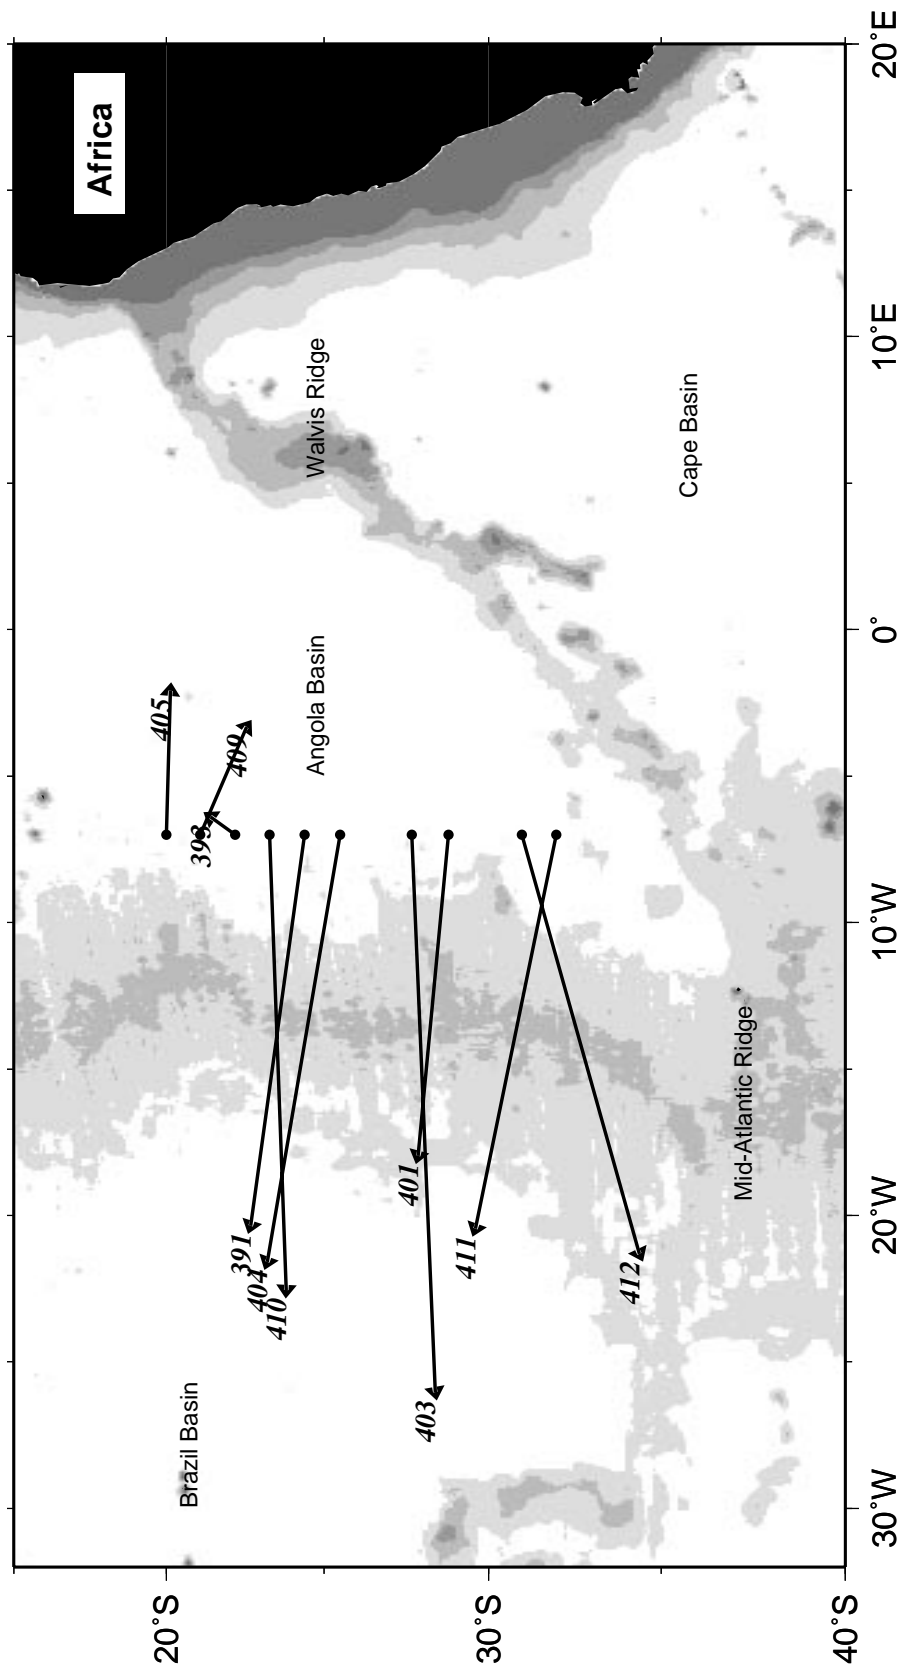 Africa
Walvis Ridge
Cape Basin
Angola Basin
Mid-Atlantic Ridge
Brazil Basin
405
409
393
391
404
410
401
403
411
412
30˚W
20˚W
10˚W
0˚
10˚E
20˚E
20˚S
30˚S
40˚S